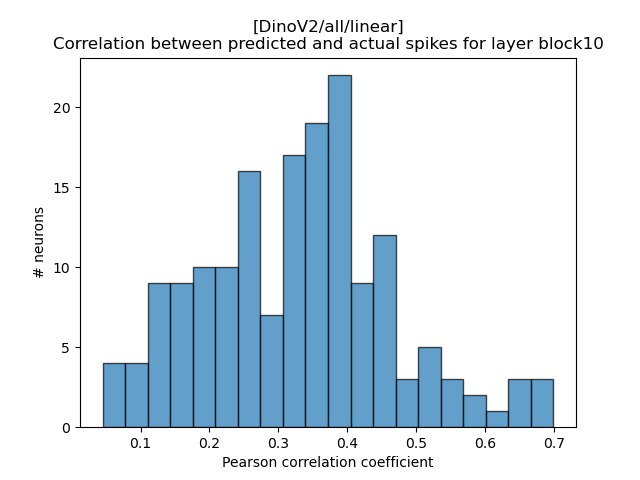 [DinoV2/all/linear]
Correlation between predicted and actual spikes for layer block10
20
15
10
5
0
# neurons
0.1 0.2 0.3 0.4 0.5 0.6 0.7
Pearson correlation coefficient